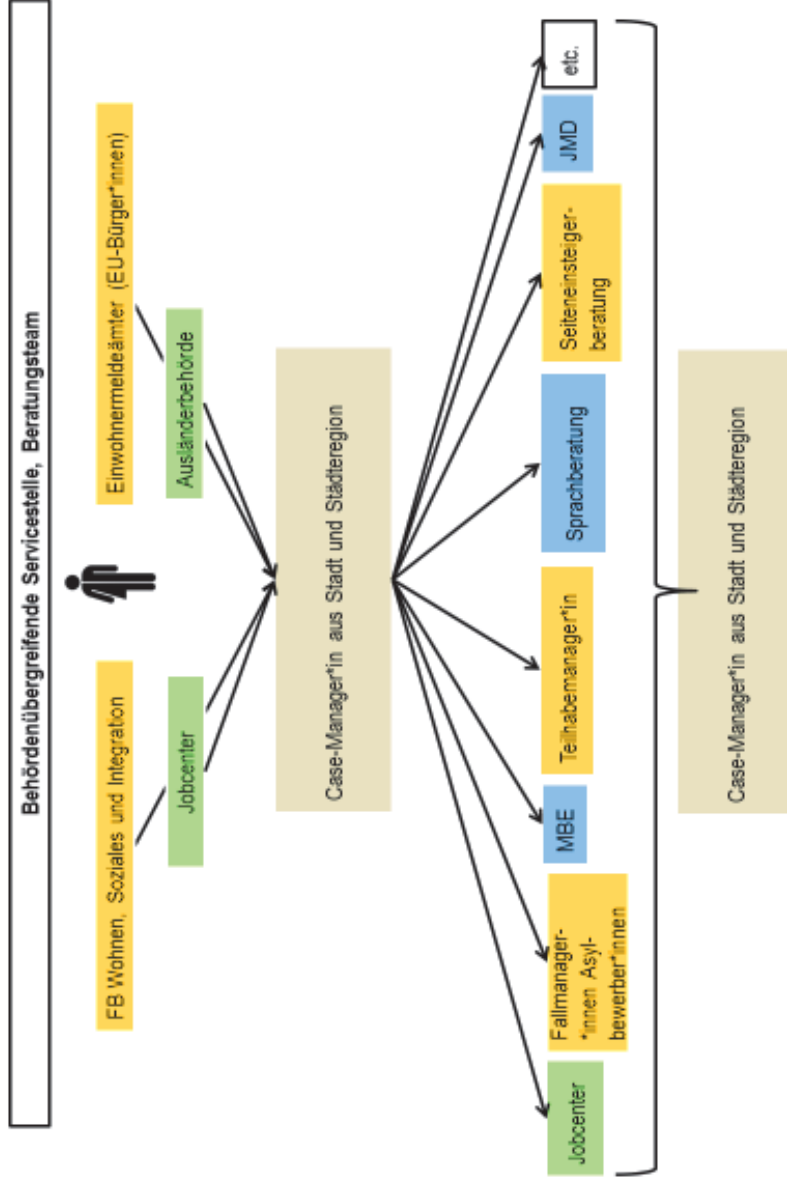 Behördenübergreifende Servicestelle, Beratungsteam
FB Wohnen, Soziales und Integration
Einwohnermeldeämter (EU-Bürger*innen)
Jobcenter
Ausländerbehörde
Case-Manager*in aus Stadt und Städteregion
Jobcenter
Fallmanager-
*innen Asyl-
bewerber*innen
MBE
Teilhabemanager*in
Sprachberatung
Seiteneinsteiger-
beratung
JMD
etc.
Case-Manager*in aus Stadt und Städteregion